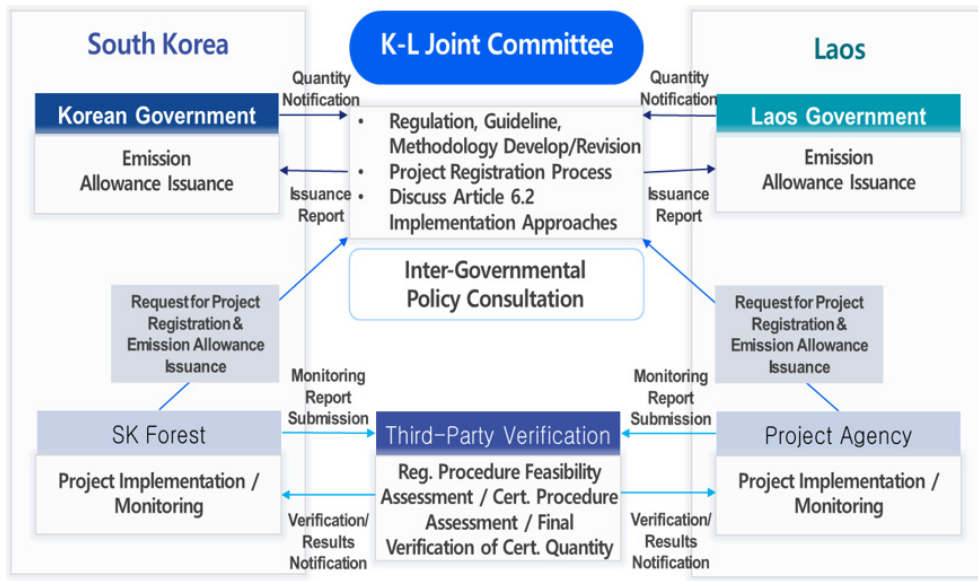 South Korea
K-L Joint Committee
Laos
Quantity
Notification
Quantity
Notification
Korean Government
Emission
Allowance Issuance
• Regulation, Guideline,
Methodology Develop/Revision
• Project Registration Process
• Discuss Article 6.2
Implementation Approaches
Laos Government
Emission
Allowance Issuance
Issuance
Report
Issuance
Report
Inter-Governmental
Policy Consultation
Request for Project
Registration &
Emission Allowance
Issuance
Request for Project
Registration &
Emission Allowance
Issuance
Monitoring
Report
Submission
Monitoring
Report
Submission
SK Forest
Project Implementation /
Monitoring
Third-Party Verification
Reg. Procedure Feasibility
Assessment / Cert. Procedure
Assessment / Final
Verification of Cert. Quantity
Project Agency
Project Implementation /
Monitoring
Verification/
Results
Notification
Verification/
Results
Notification